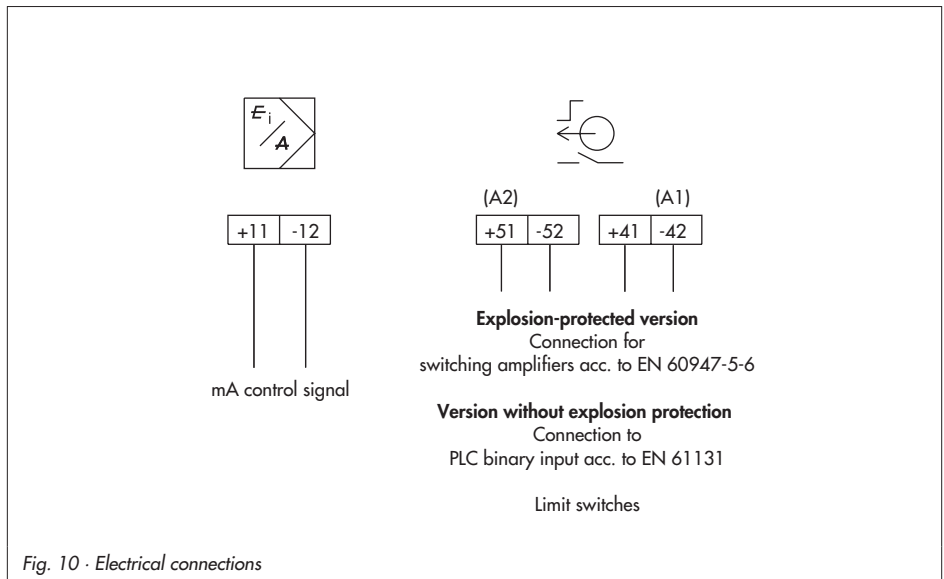 E i
A
(A2) (A1)
+11 -12 +51 -52 +41 -42
mA control signal
Explosion-protected version
Connection for
switching amplifiers acc. to EN 60947-5-6
Version without explosion protection
Connection to
PLC binary input acc. to EN 61131
Limit switches
Fig. 10 · Electrical connections